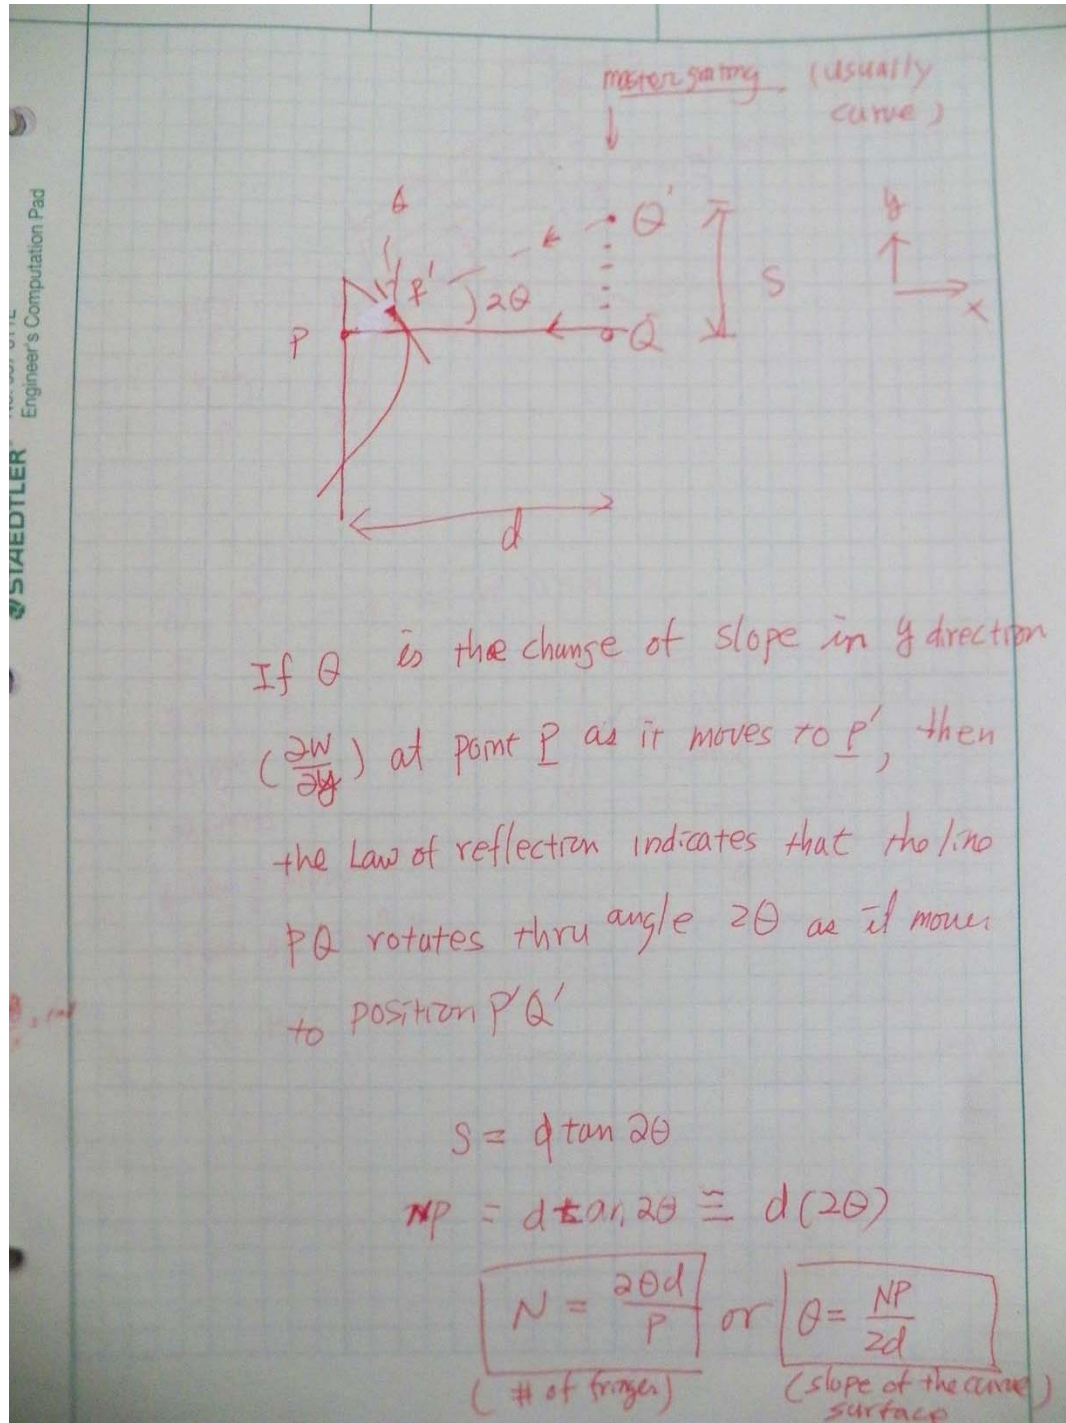 master grating (usually
curve)
θ
Q'
P'
2θ
S
y
x
P
Q
d
Engineer's Computation Pad
STAEDTLER
If θ is the change of slope in y direction
(∂W/∂y) at point P as it moves to P', then
the Law of reflection indicates that the line
PQ rotates thru angle 2θ as it moves
to position P'Q'
S = d tan 2θ
NP = d tan 2θ ≅ d(2θ)
N = 2θd/P or θ = NP/2d
(# of fringes) (slope of the curve)
surface